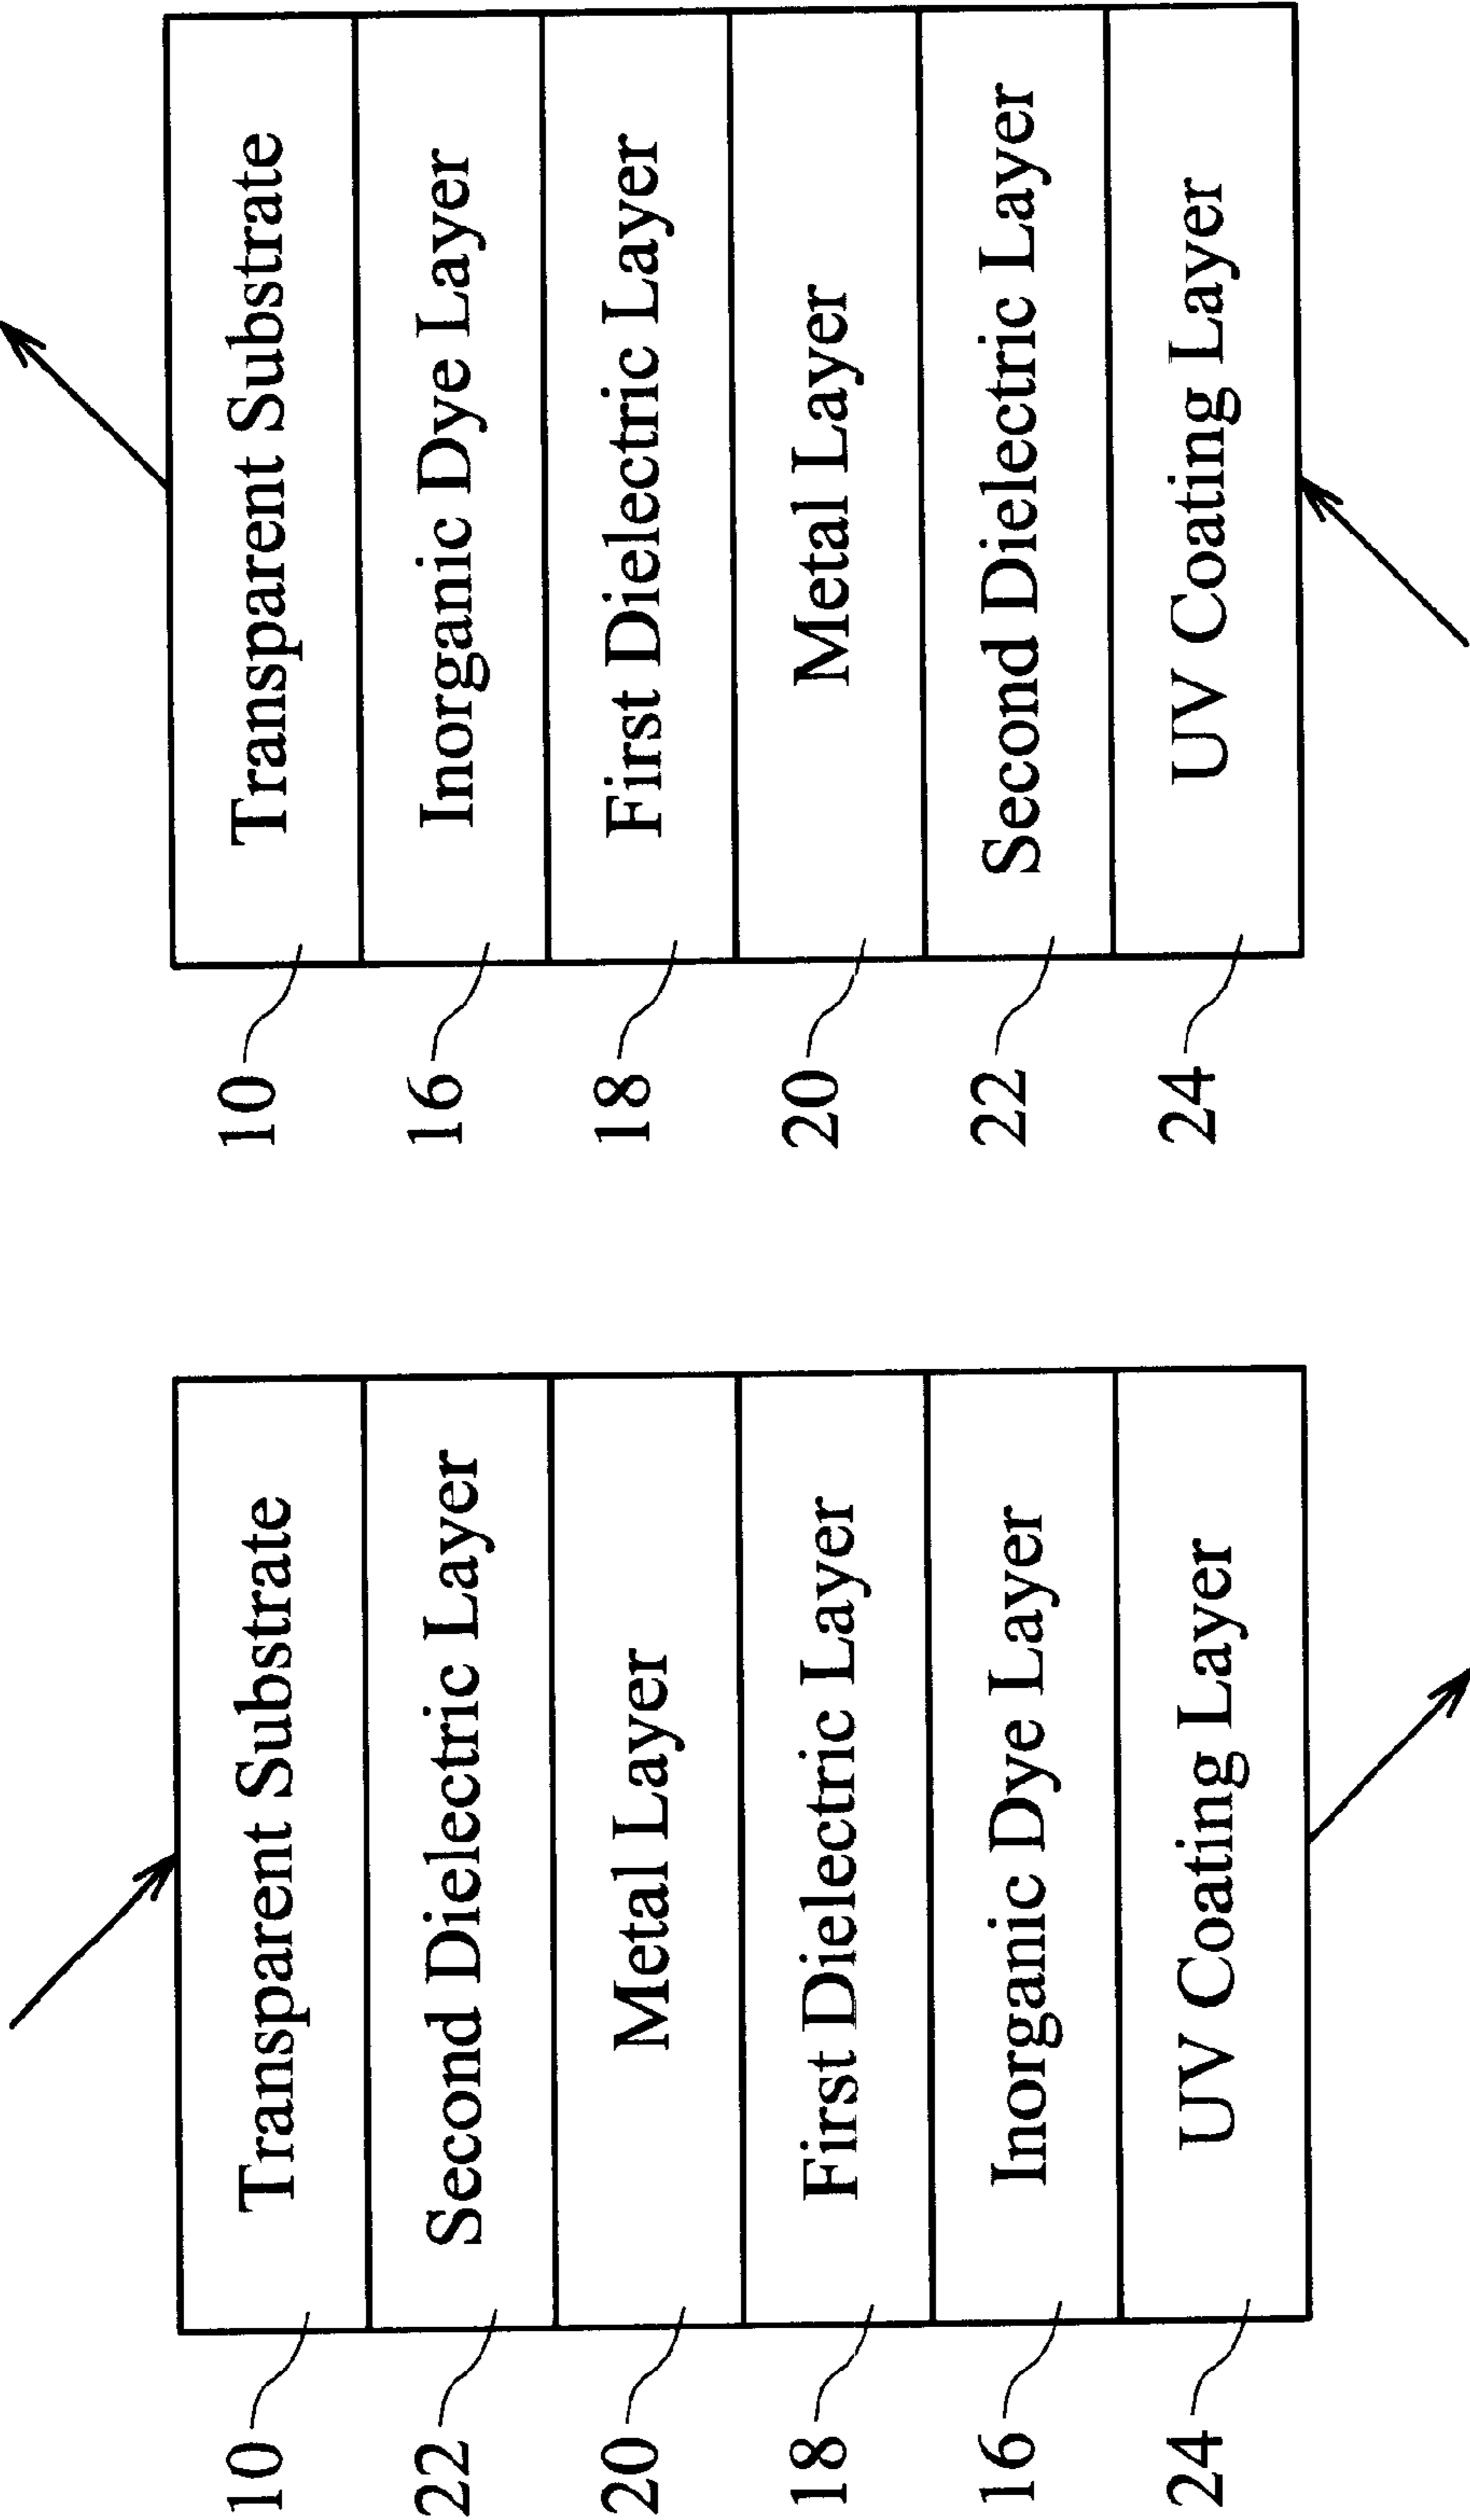 10 Transparent Substrate
22 Second Dielectric Layer
20 Metal Layer
18 First Dielectric Layer
16 Inorganic Dye Layer
24 UV Coating Layer
10 Transparent Substrate
16 Inorganic Dye Layer
18 First Dielectric Layer
20 Metal Layer
22 Second Dielectric Layer
24 UV Coating Layer